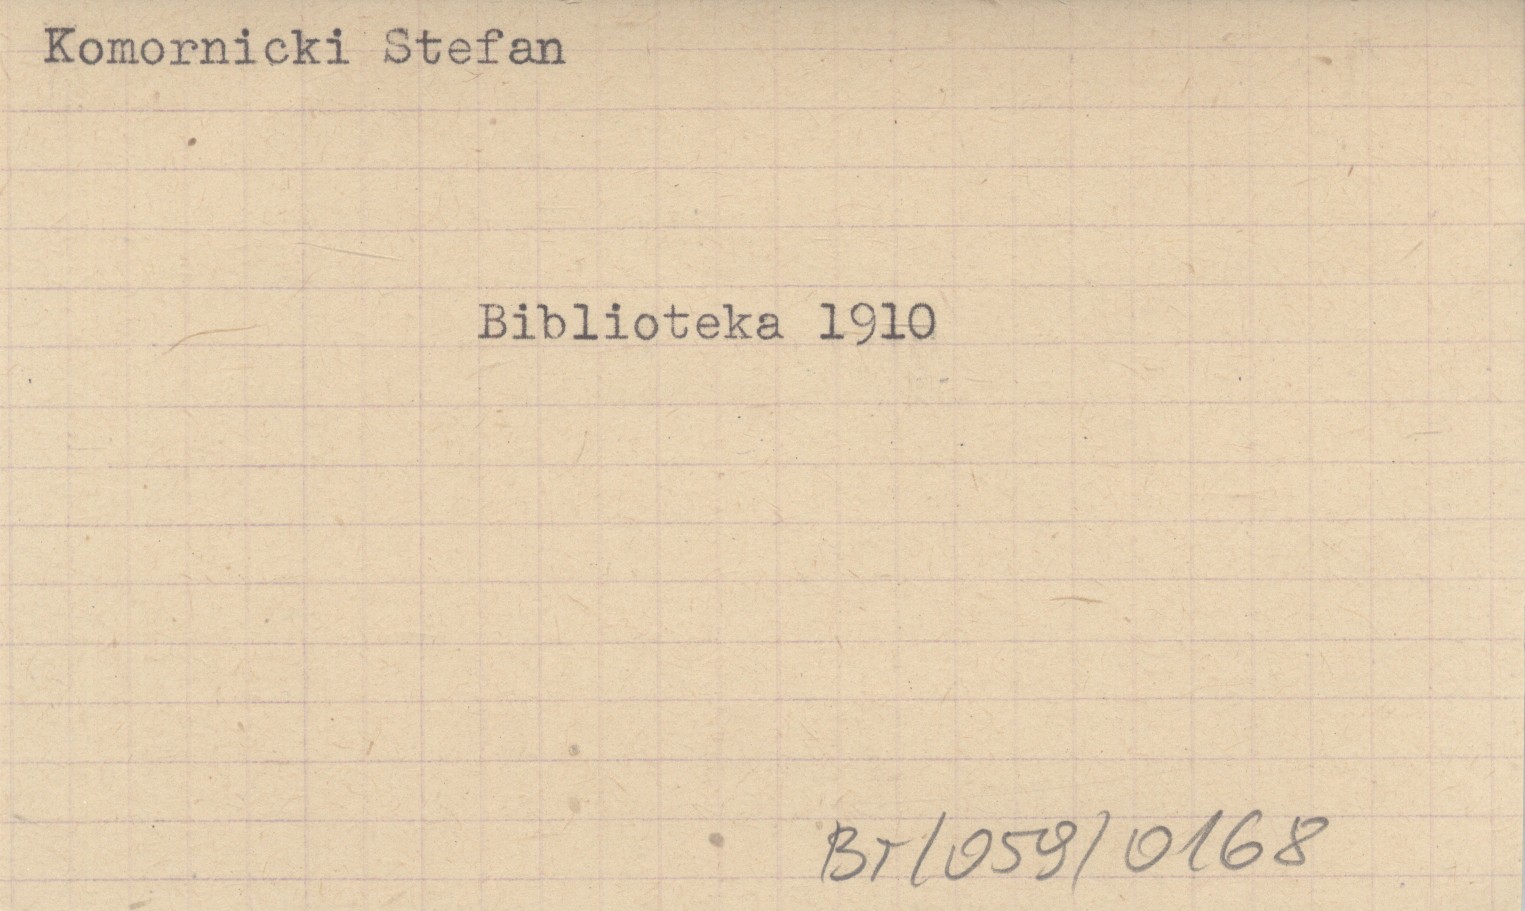 Komornicki Stefan
Biblioteka 1910
Br/059/0168